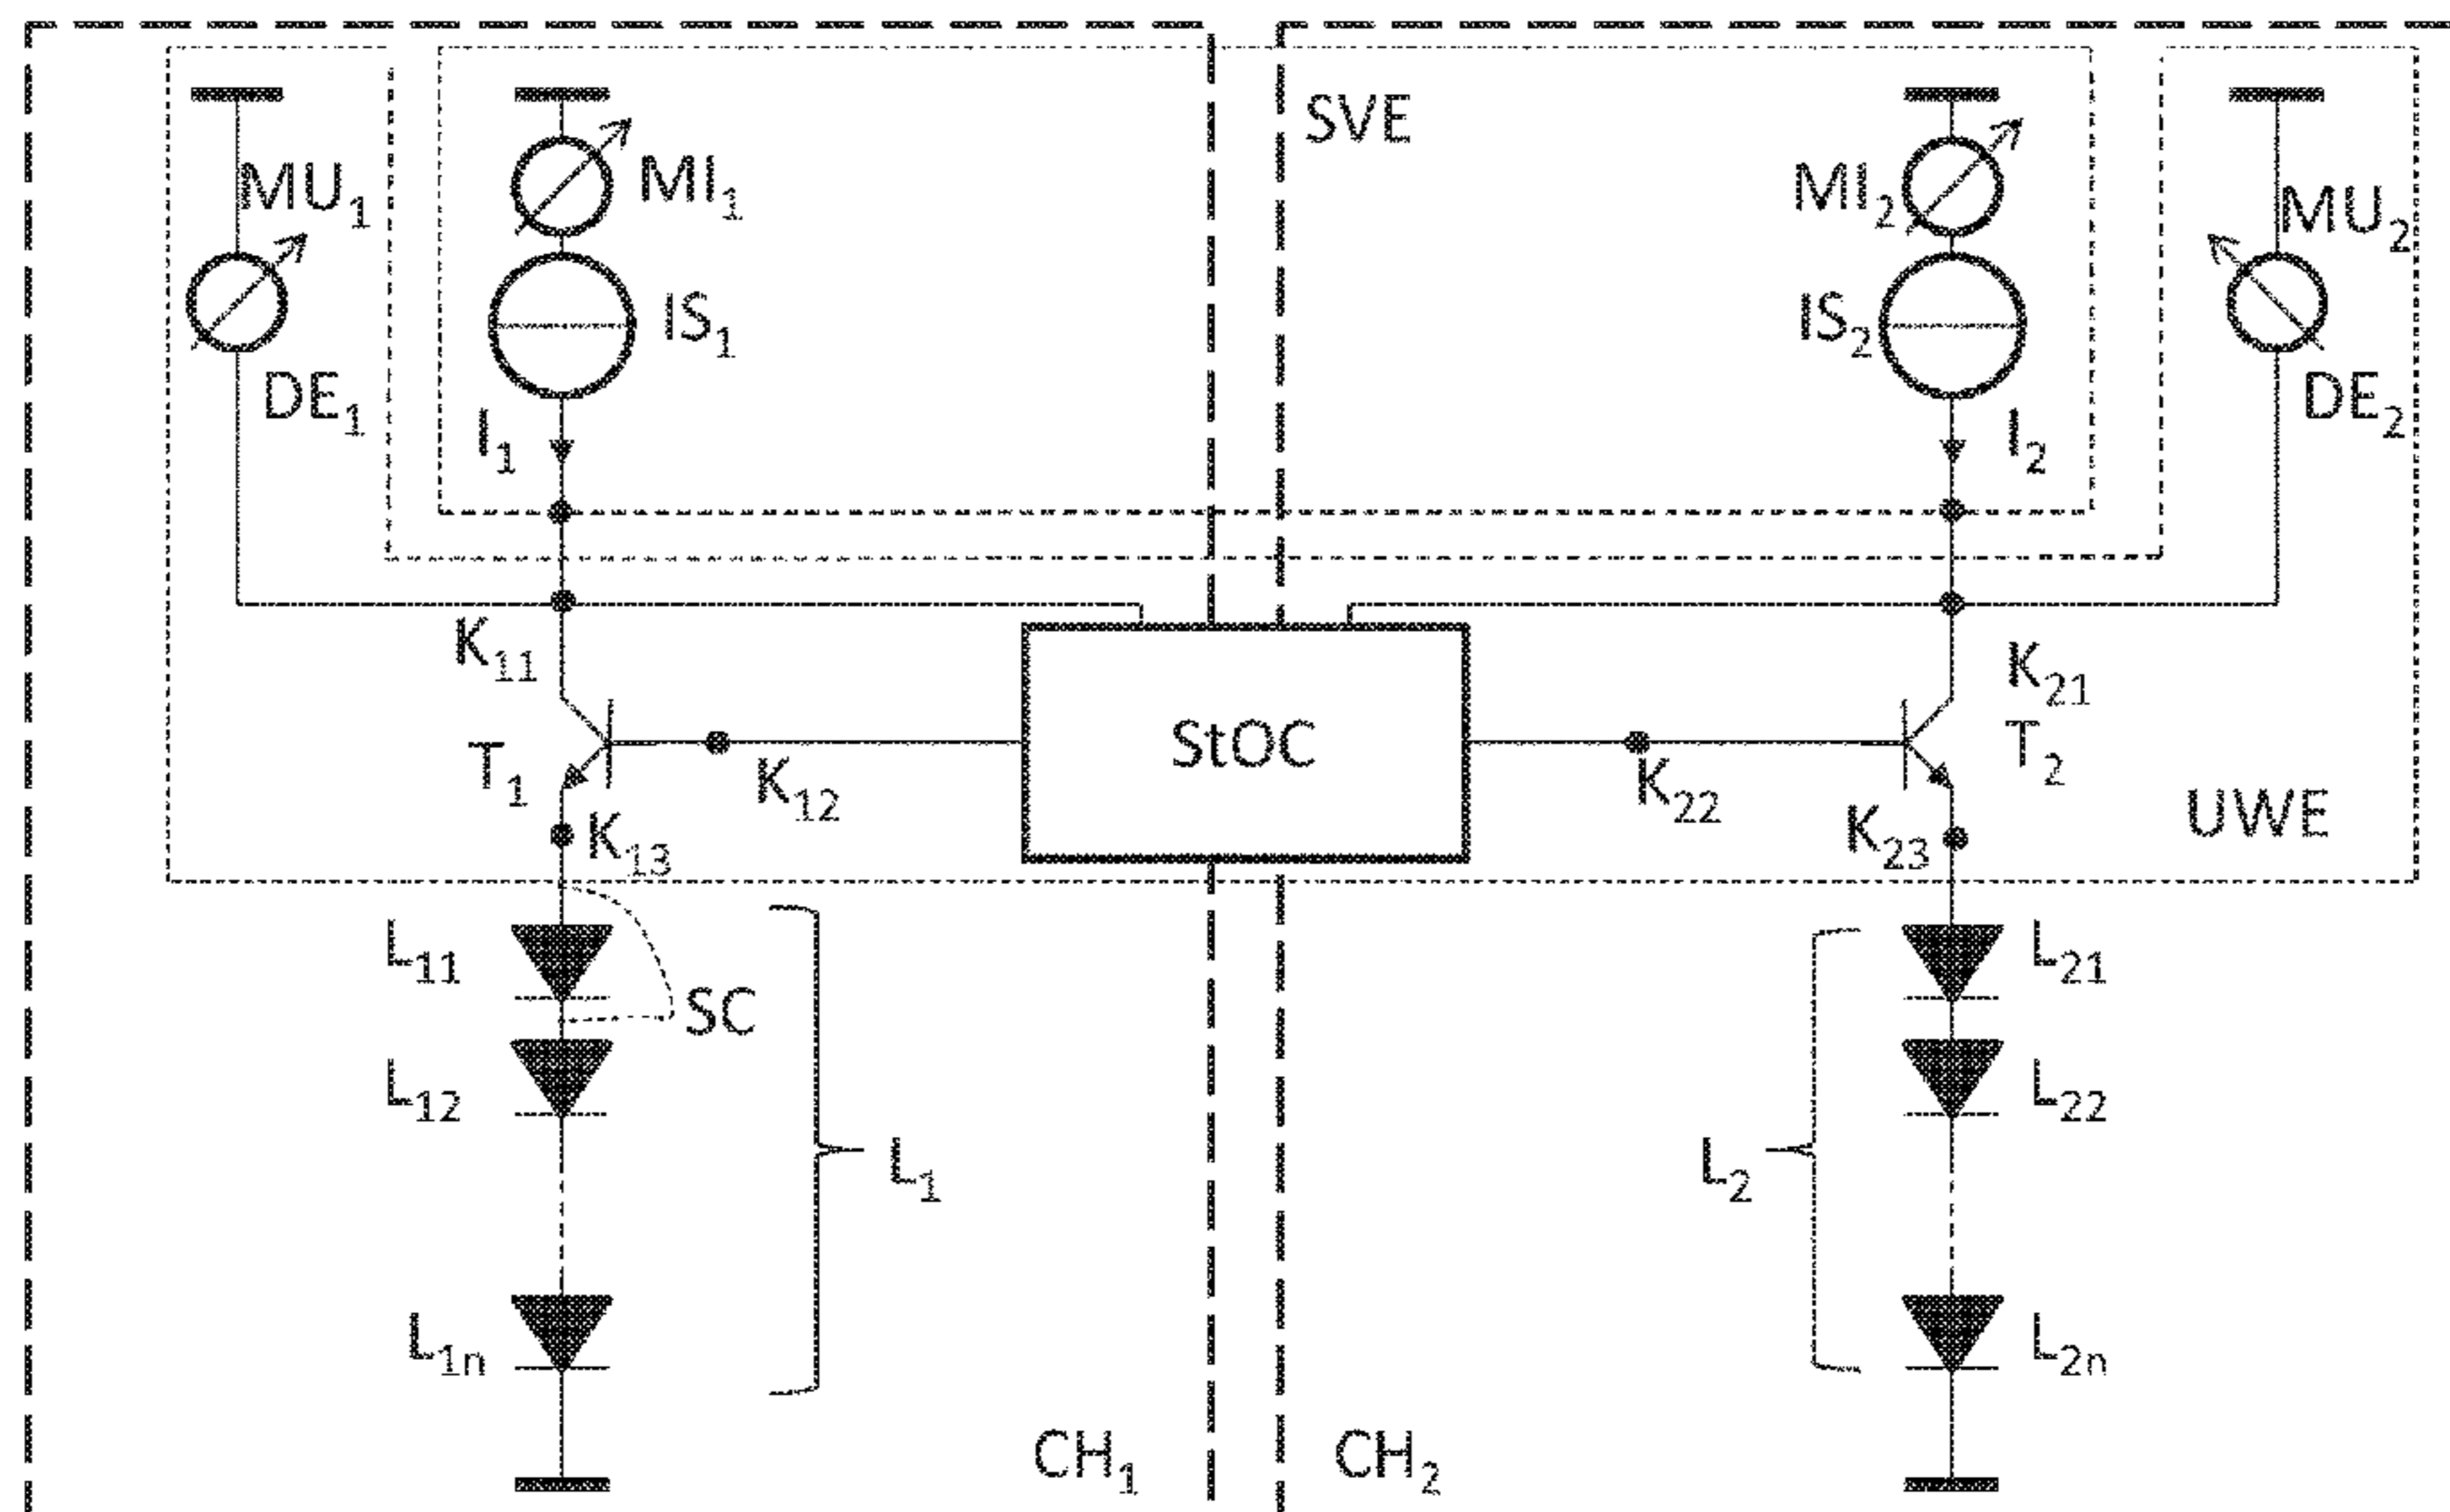 SVE
MU₁
MI₁
MI₂
MU₂
IS₁
IS₂
DE₁
DE₂
I₁
I₂
K₁₁
K₂₁
StOC
T₁
T₂
K₁₂
K₂₂
UWE
K₁₃
K₂₃
L₁₁
L₂₁
SC
L₁₂
L₂₂
L₁
L₂
L₁ₙ
L₂ₙ
CH₁
CH₂